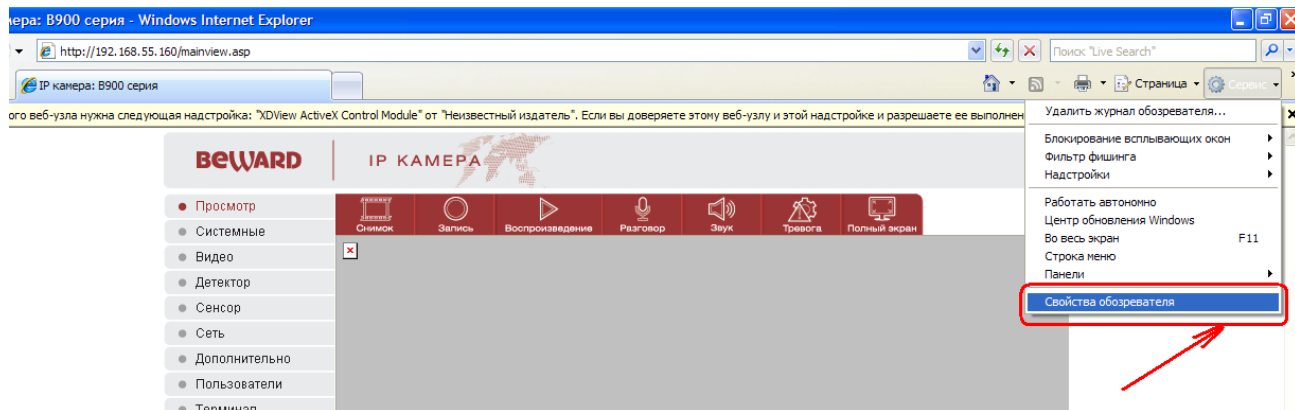 мера: B900 серия - Windows Internet Explorer
http://192.168.55.160/mainview.asp
Поиск "Live Search"
IP камера: B900 серия
Страница
Сервис
ого веб-узла нужна следующая надстройка: "XDView ActiveX Control Module" от "Неизвестный издатель". Если вы доверяете этому веб-узлу и этой надстройке и разрешаете ее выполнен
Удалить журнал обозревателя...
Блокирование всплывающих окон
Фильтр фишинга
Надстройки
Работать автономно
Центр обновления Windows
Во весь экран F11
Строка меню
Панели
Свойства обозревателя
BEWARD
IP КАМЕРА
Снимок
Запись
Воспроизведение
Разговор
Звук
Тревога
Полный экран
Просмотр
Системные
Видео
Детектор
Сенсор
Сеть
Дополнительно
Пользователи
Терминал